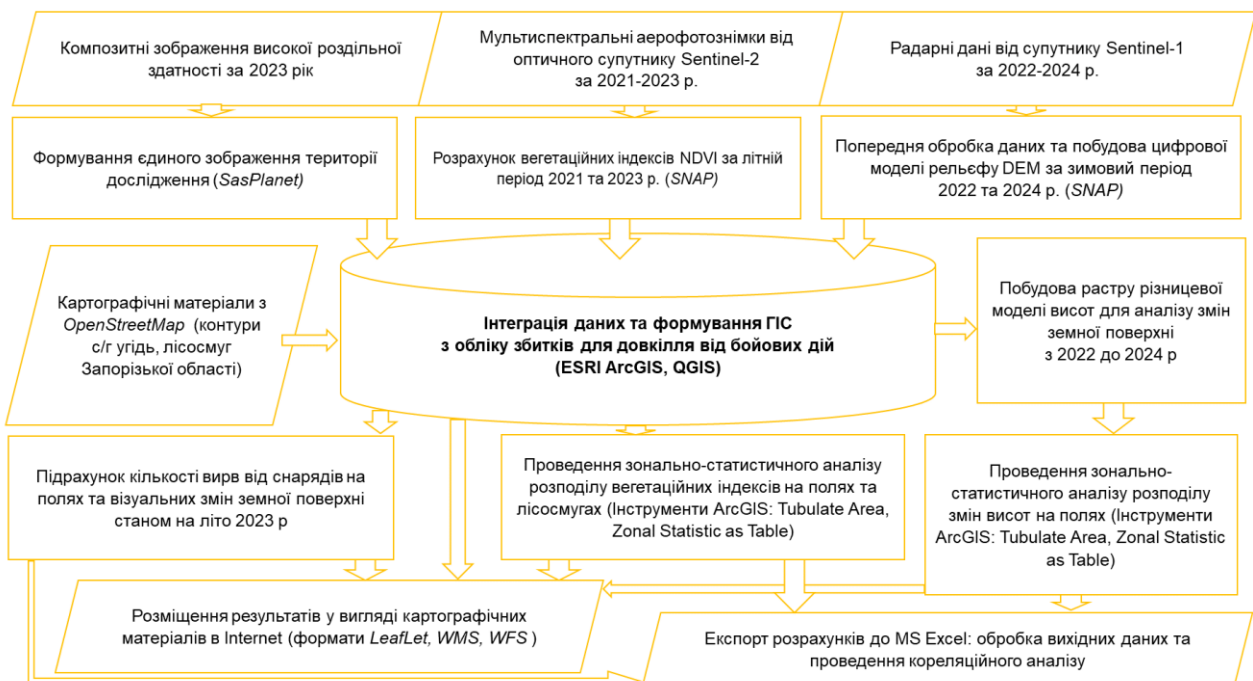 Композитні зображення високої роздільної
здатності за 2023 рік
Мультиспектральні аерофотознімки від
оптичного супутнику Sentinel-2
за 2021-2023 р.
Радарні дані від супутнику Sentinel-1
за 2022-2024 р.
Формування єдиного зображення території
дослідження (SasPlanet)
Розрахунок вегетаційних індексів NDVI за літній
період 2021 та 2023 р. (SNAP)
Попередня обробка даних та побудова цифрової
моделі рельєфу DEM за зимовий період
2022 та 2024 р. (SNAP)
Картографічні матеріали з
OpenStreetMap (контури
с/г угідь, лісосмуг
Запорізької області)
Інтеграція даних та формування ГІС
з обліку збитків для довкілля від бойових дій
(ESRI ArcGIS, QGIS)
Побудова растру різницевої
моделі висот для аналізу змін
земної поверхні
з 2022 до 2024 р
Підрахунок кількості вирв від снарядів на
полях та візуальних змін земної поверхні
станом на літо 2023 р
Проведення зонально-статистичного аналізу
розподілу вегетаційних індексів на полях та
лісосмугах (Інструменти ArcGIS: Tubulate Area,
Zonal Statistic as Table)
Проведення зонально-
статистичного аналізу розподілу
змін висот на полях (Інструменти
ArcGIS: Tubulate Area, Zonal Statistic
as Table)
Розміщення результатів у вигляді картографічних
матеріалів в Internet (формати LeafLet, WMS, WFS )
Експорт розрахунків до MS Excel: обробка вихідних даних та
проведення кореляційного аналізу